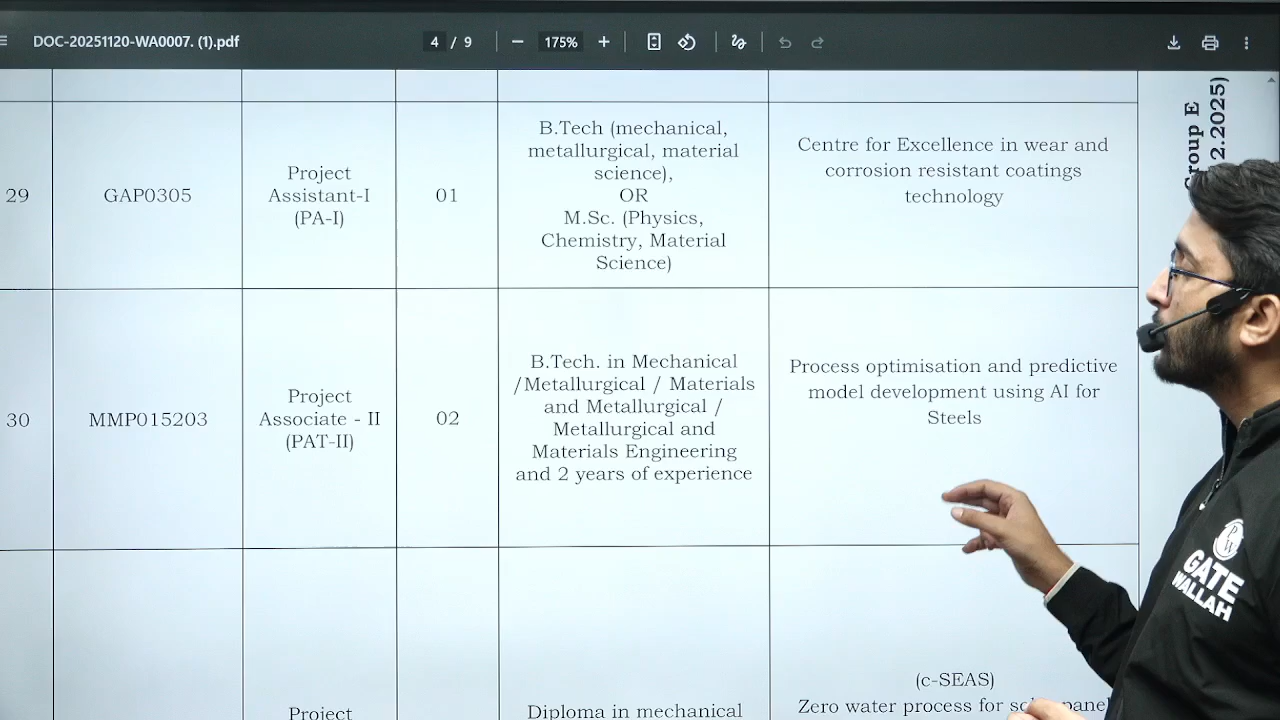 DOC-20251120-WA0007. (1).pdf
4 / 9
175%
29
GAP0305
Project
Assistant-I
(PA-I)
01
B.Tech (mechanical,
metallurgical, material
science),
OR
M.Sc. (Physics,
Chemistry, Material
Science)
Centre for Excellence in wear and
corrosion resistant coatings
technology
30
MMP015203
Project
Associate - II
(PAT-II)
02
B.Tech. in Mechanical
/Metallurgical / Materials
and Metallurgical /
Metallurgical and
Materials Engineering
and 2 years of experience
Process optimisation and predictive
model development using AI for
Steels
Project
Diploma in mechanical
(c-SEAS)
Zero water process for
Group E
2.2025)
PW
GATE
WALLAH